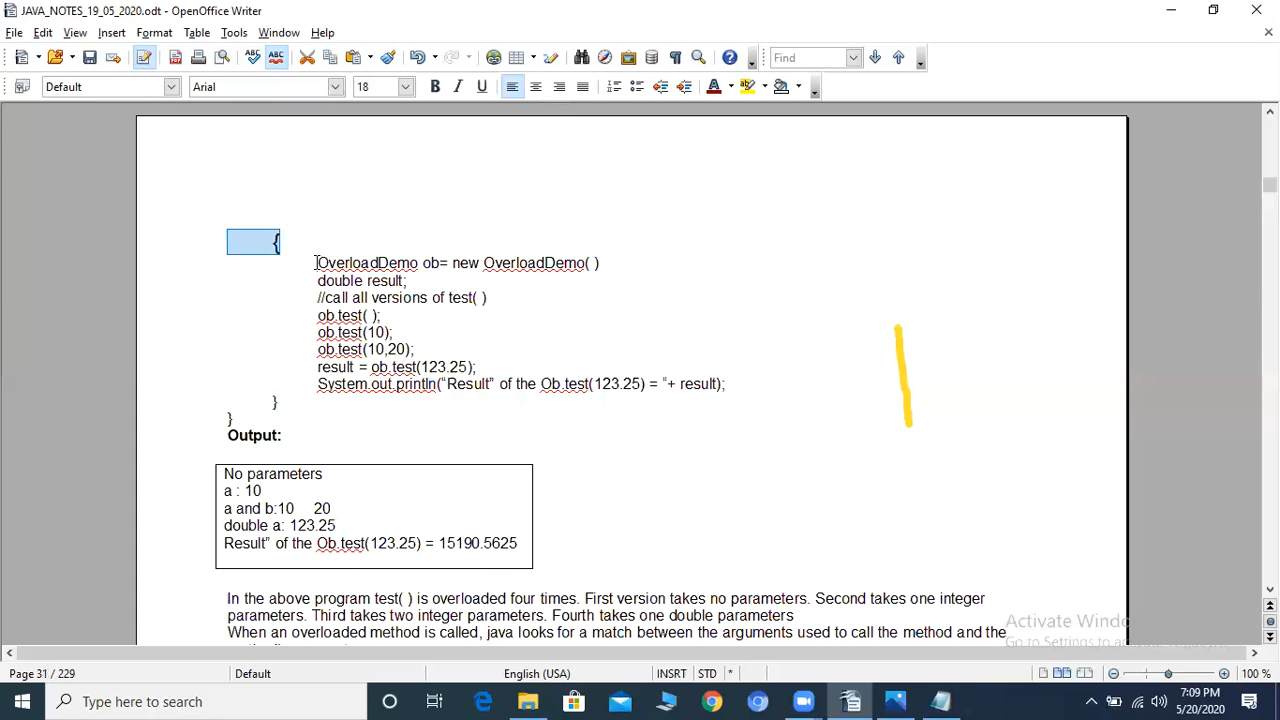 JAVA_NOTES_19_05_2020.odt - OpenOffice Writer
File Edit View Insert Format Table Tools Window Help
Find
Default Arial 18
{
OverloadDemo ob= new OverloadDemo( )
double result;
//call all versions of test( )
ob.test( );
ob.test(10);
ob.test(10,20);
result = ob.test(123.25);
System.out.println(“Result” of the Ob.test(123.25) = “+ result);
}
}
Output:
No parameters
a : 10
a and b:10 20
double a: 123.25
Result” of the Ob.test(123.25) = 15190.5625
In the above program test( ) is overloaded four times. First version takes no parameters. Second takes one integer
parameters. Third takes two integer parameters. Fourth takes one double parameters
When an overloaded method is called, java looks for a match between the arguments used to call the method and the
Activate Windo
Go to Settings to a
Page 31 / 229 Default English (USA) INSRT STD * 100 %
Type here to search
7:09 PM
5/20/2020